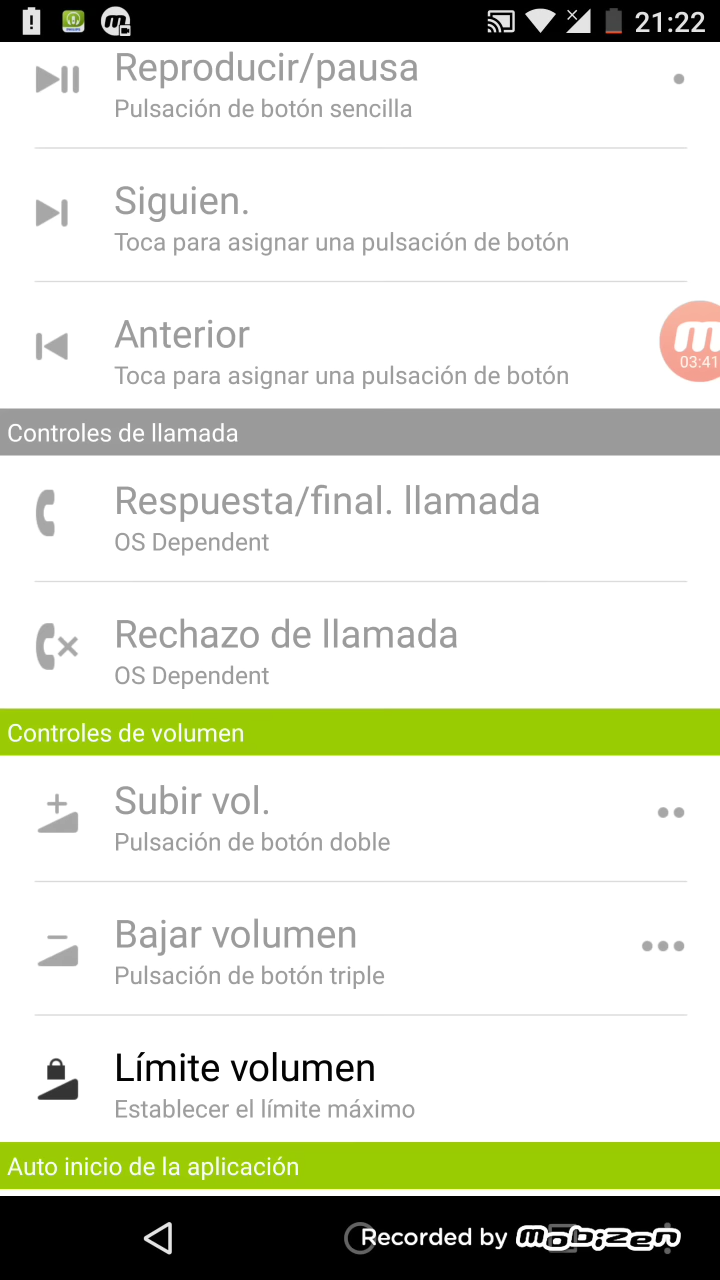 21:22
Reproducir/pausa
Pulsación de botón sencilla
Siguien.
Toca para asignar una pulsación de botón
Anterior
Toca para asignar una pulsación de botón
m
03:41
Controles de llamada
Respuesta/final. llamada
OS Dependent
Rechazo de llamada
OS Dependent
Controles de volumen
Subir vol.
Pulsación de botón doble
Bajar volumen
Pulsación de botón triple
Límite volumen
Establecer el límite máximo
Auto inicio de la aplicación
Recorded by mobizen